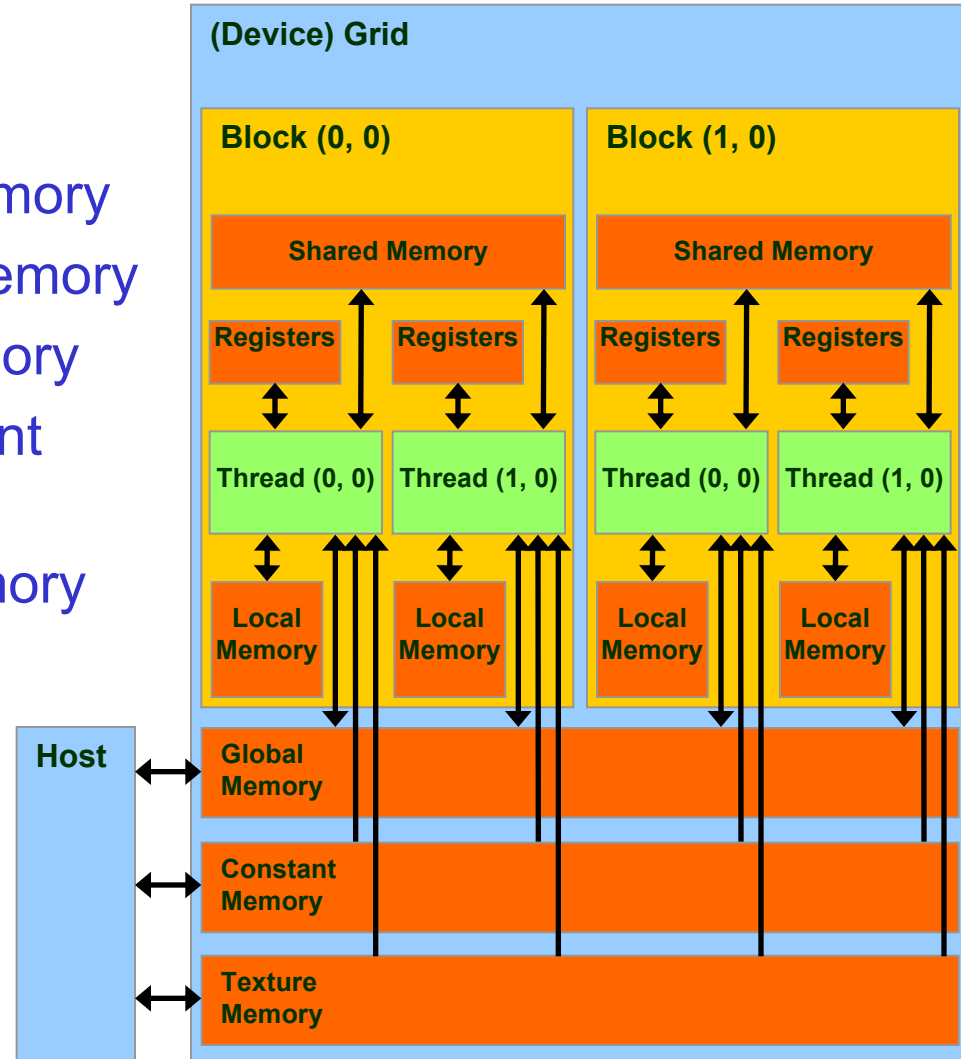 mory
emory
ory
nt
mory
(Device) Grid
Block (0, 0)
Block (1, 0)
Shared Memory
Shared Memory
Registers
Registers
Registers
Registers
Thread (0, 0)
Thread (1, 0)
Thread (0, 0)
Thread (1, 0)
Local
Memory
Local
Memory
Local
Memory
Local
Memory
Host
Global
Memory
Constant
Memory
Texture
Memory